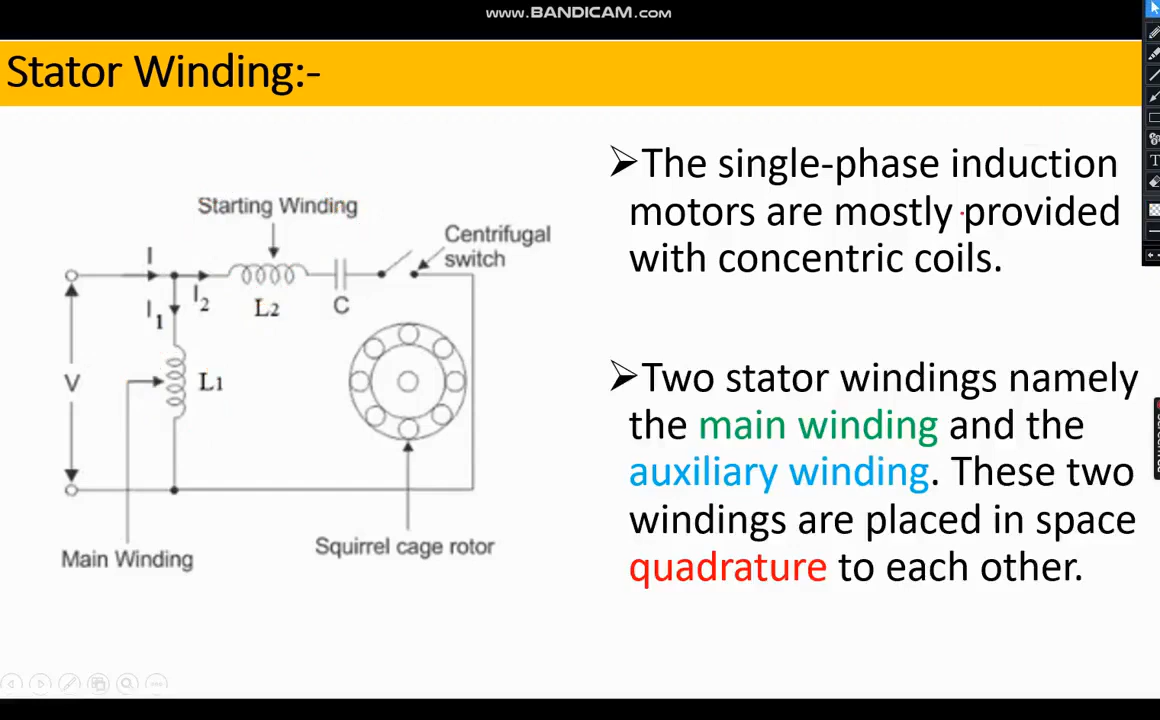 www.BANDICAM.com
Stator Winding:-
Starting Winding
Centrifugal
switch
I
I2
L2
C
I1
V
L1
Main Winding
Squirrel cage rotor
➢The single-phase induction
motors are mostly provided
with concentric coils.
➢Two stator windings namely
the main winding and the
auxiliary winding. These two
windings are placed in space
quadrature to each other.